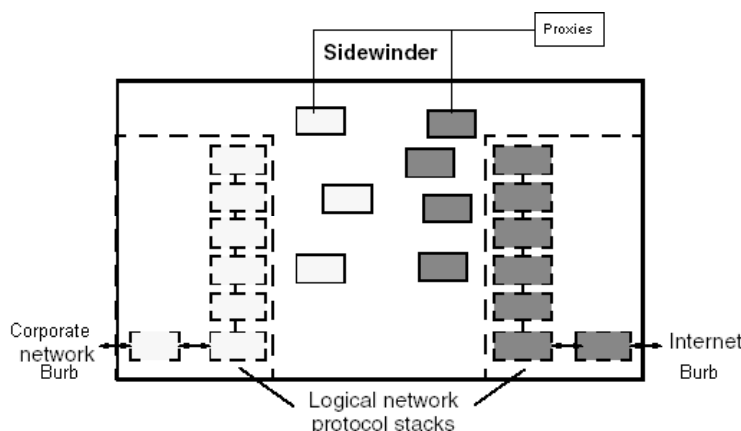 Proxies
Sidewinder
Corporate
network
Burb
Internet
Burb
Logical network
protocol stacks